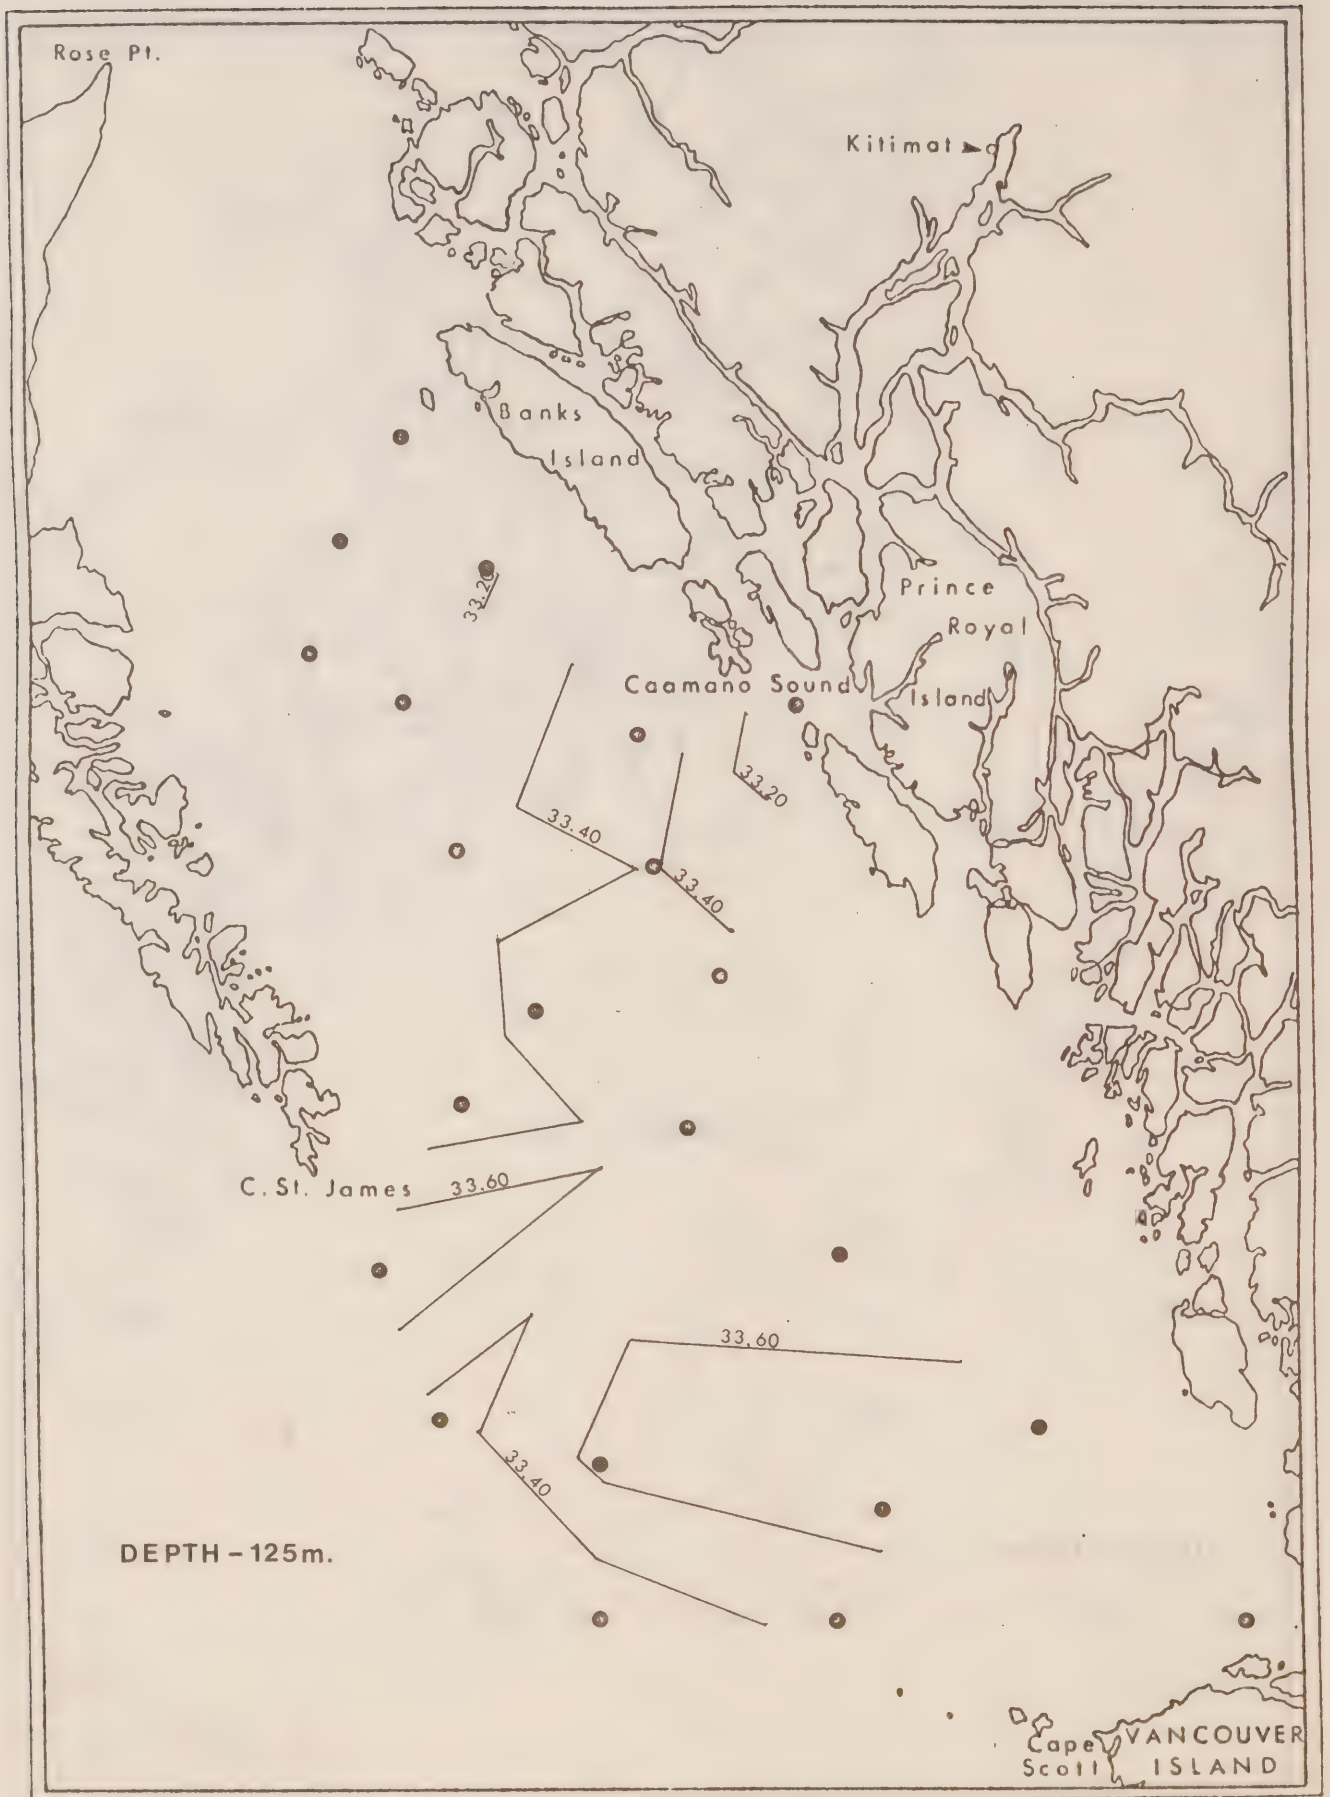 Rose Pt.
Kitimat
Banks
Island
33.20
Prince
Royal
Island
Caamano Sound
33.20
33.40
33.40
C. St. James
33.60
33.60
33.40
DEPTH – 125m.
Cape
Scott
VANCOUVER
ISLAND